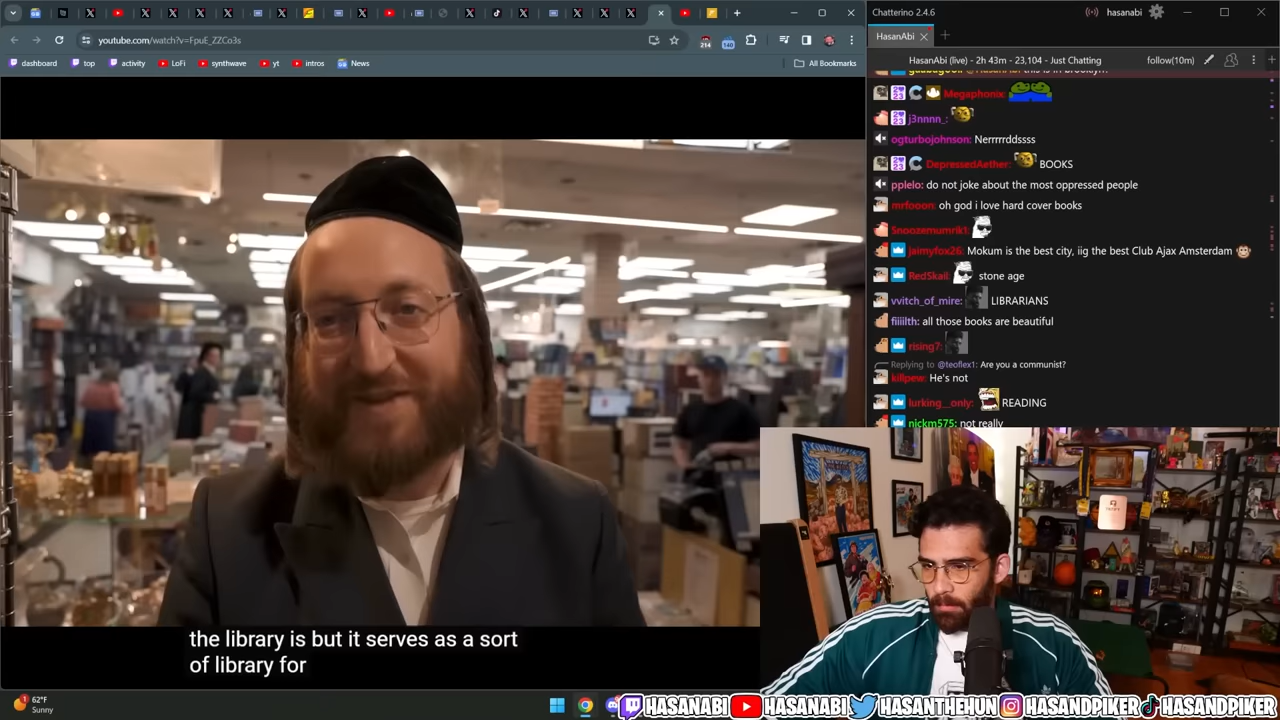 youtube.com/watch?v=FpuE_ZZCo3s
214
140
dashboard
top
activity
LoFi
synthwave
yt
intros
News
All Bookmarks
the library is but it serves as a sort
of library for
62°F
Sunny
Chatterino 2.4.6
hasanabi
HasanAbi
HasanAbi (live) - 2h 43m - 23,104 - Just Chatting
follow(10m)
Megaphonix:
j3nnnn_:
ogturbojohnson: Nerrrrrddssss
DepressedAether: BOOKS
pplelo: do not joke about the most oppressed people
mrfooon: oh god i love hard cover books
Snoozemumrik1:
jaimyfox26: Mokum is the best city, iig the best Club Ajax Amsterdam
RedSkail: stone age
vvitch_of_mire: LIBRARIANS
fiiiilth: all those books are beautiful
rising7:
Replying to @teoflex1: Are you a communist?
killpew: He's not
lurking__only: READING
nickm575: not really
HASANABI HASANABI HASANTHEHUN HASANDPIKER HASANDPIKER